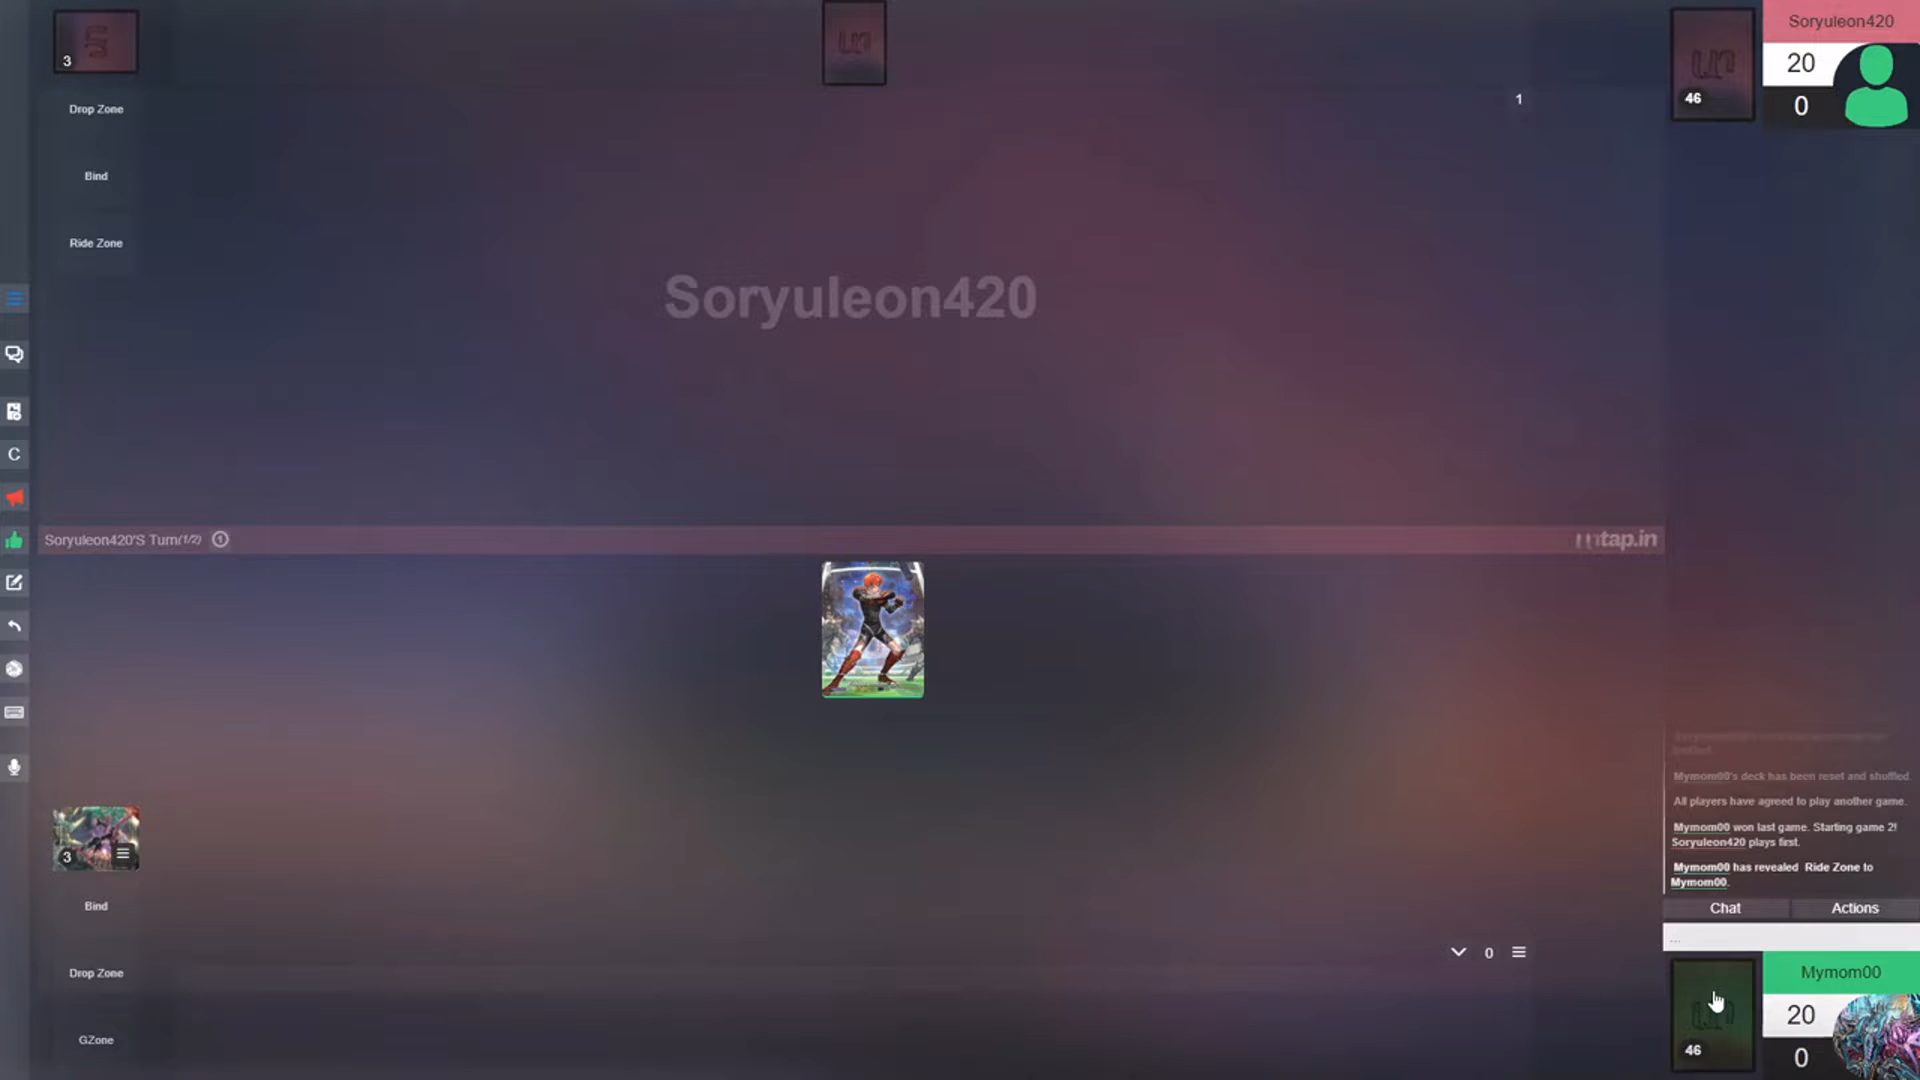 Soryuleon420
20
46
0
3
1
Drop Zone
Bind
Ride Zone
Soryuleon420
Soryuleon420'S Turn(1/2) 1
untap.in
Mymom00's deck has been reset and shuffled.
All players have agreed to play another game.
Mymom00 won last game. Starting game 2!
Soryuleon420 plays first.
Mymom00 has revealed Ride Zone to
Mymom00.
Chat Actions
...
C
3
Bind
Drop Zone
GZone
0
Mymom00
20
46
0